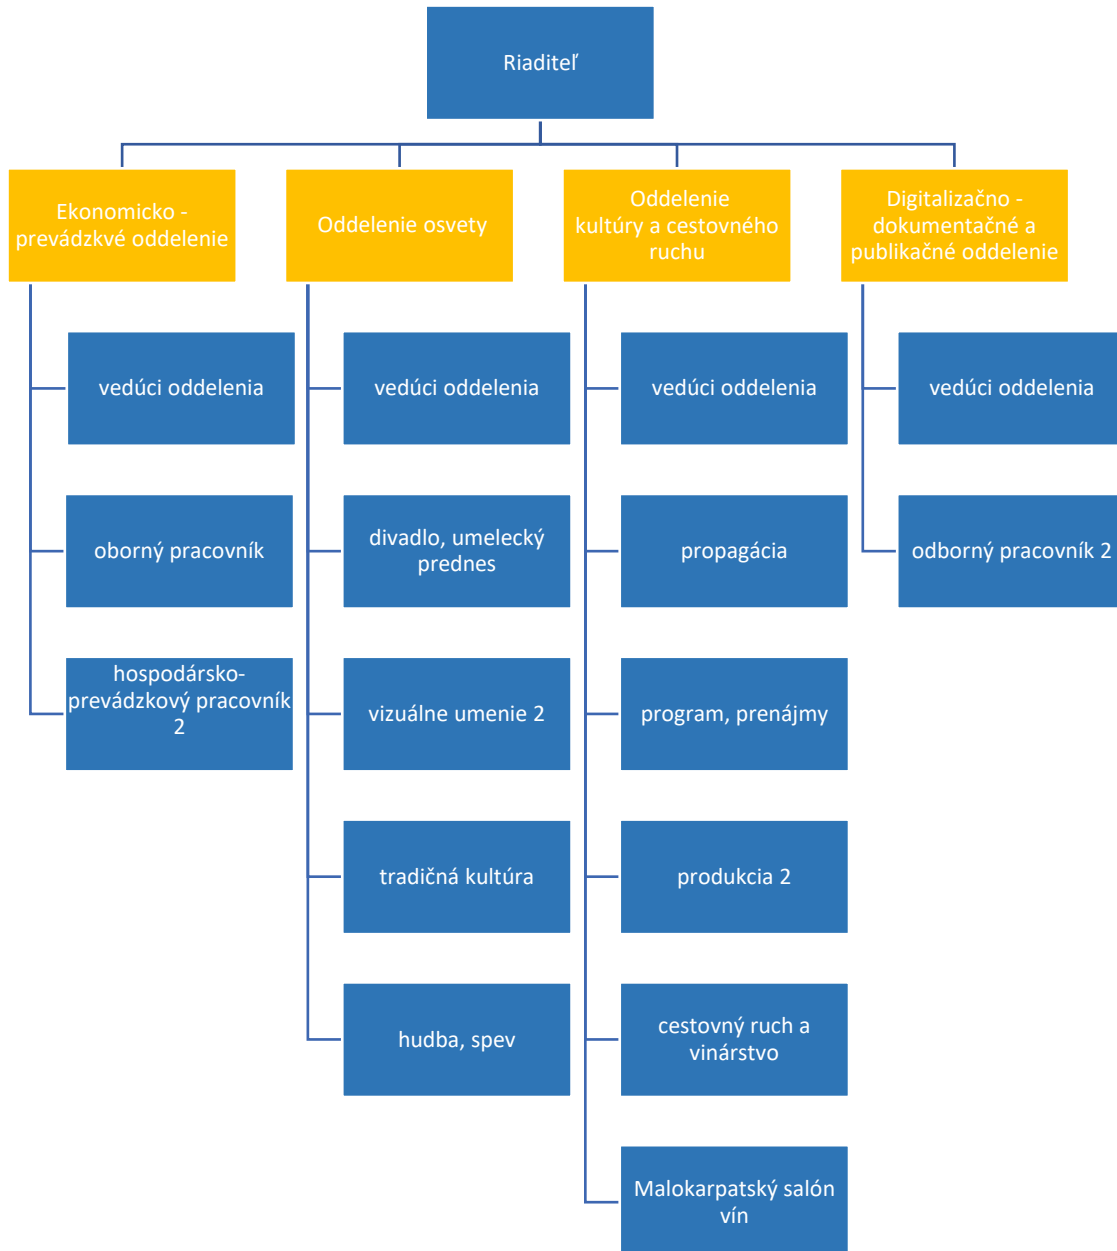 Riaditeľ
Ekonomicko -
prevádzkvé oddelenie
Oddelenie osvety
Oddelenie
kultúry a cestovného
ruchu
Digitalizačno -
dokumentačné a
publikačné oddelenie
vedúci oddelenia
vedúci oddelenia
vedúci oddelenia
vedúci oddelenia
oborný pracovník
divadlo, umelecký
prednes
propagácia
odborný pracovník 2
hospodársko-
prevádzkový pracovník
2
vizuálne umenie 2
program, prenájmy
tradičná kultúra
produkcia 2
hudba, spev
cestovný ruch a
vinárstvo
Malokarpatský salón
vín